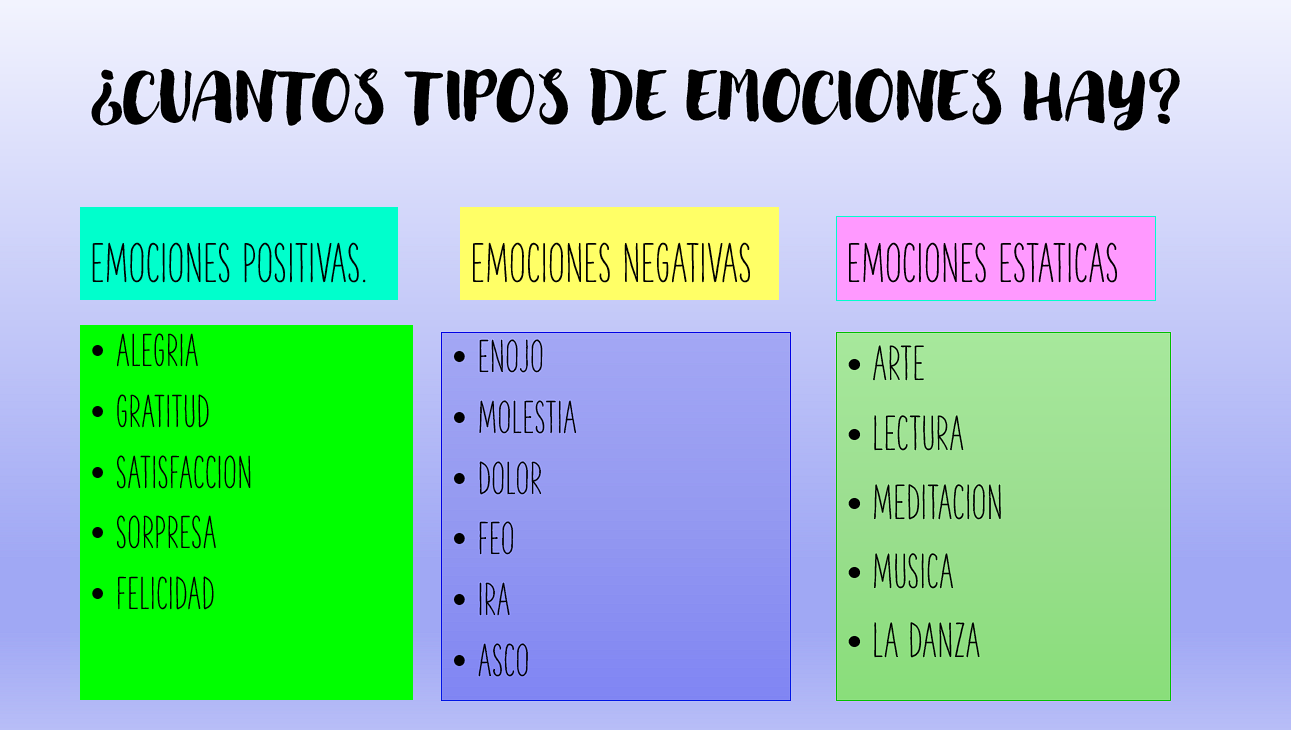 ¿CUANTOS TIPOS DE EMOCIONES HAY?
EMOCIONES POSITIVAS.
• ALEGRIA
• GRATITUD
• SATISFACCION
• SORPRESA
• FELICIDAD
EMOCIONES NEGATIVAS
• ENOJO
• MOLESTIA
• DOLOR
• FEO
• IRA
• ASCO
EMOCIONES ESTATICAS
• ARTE
• LECTURA
• MEDITACION
• MUSICA
• LA DANZA